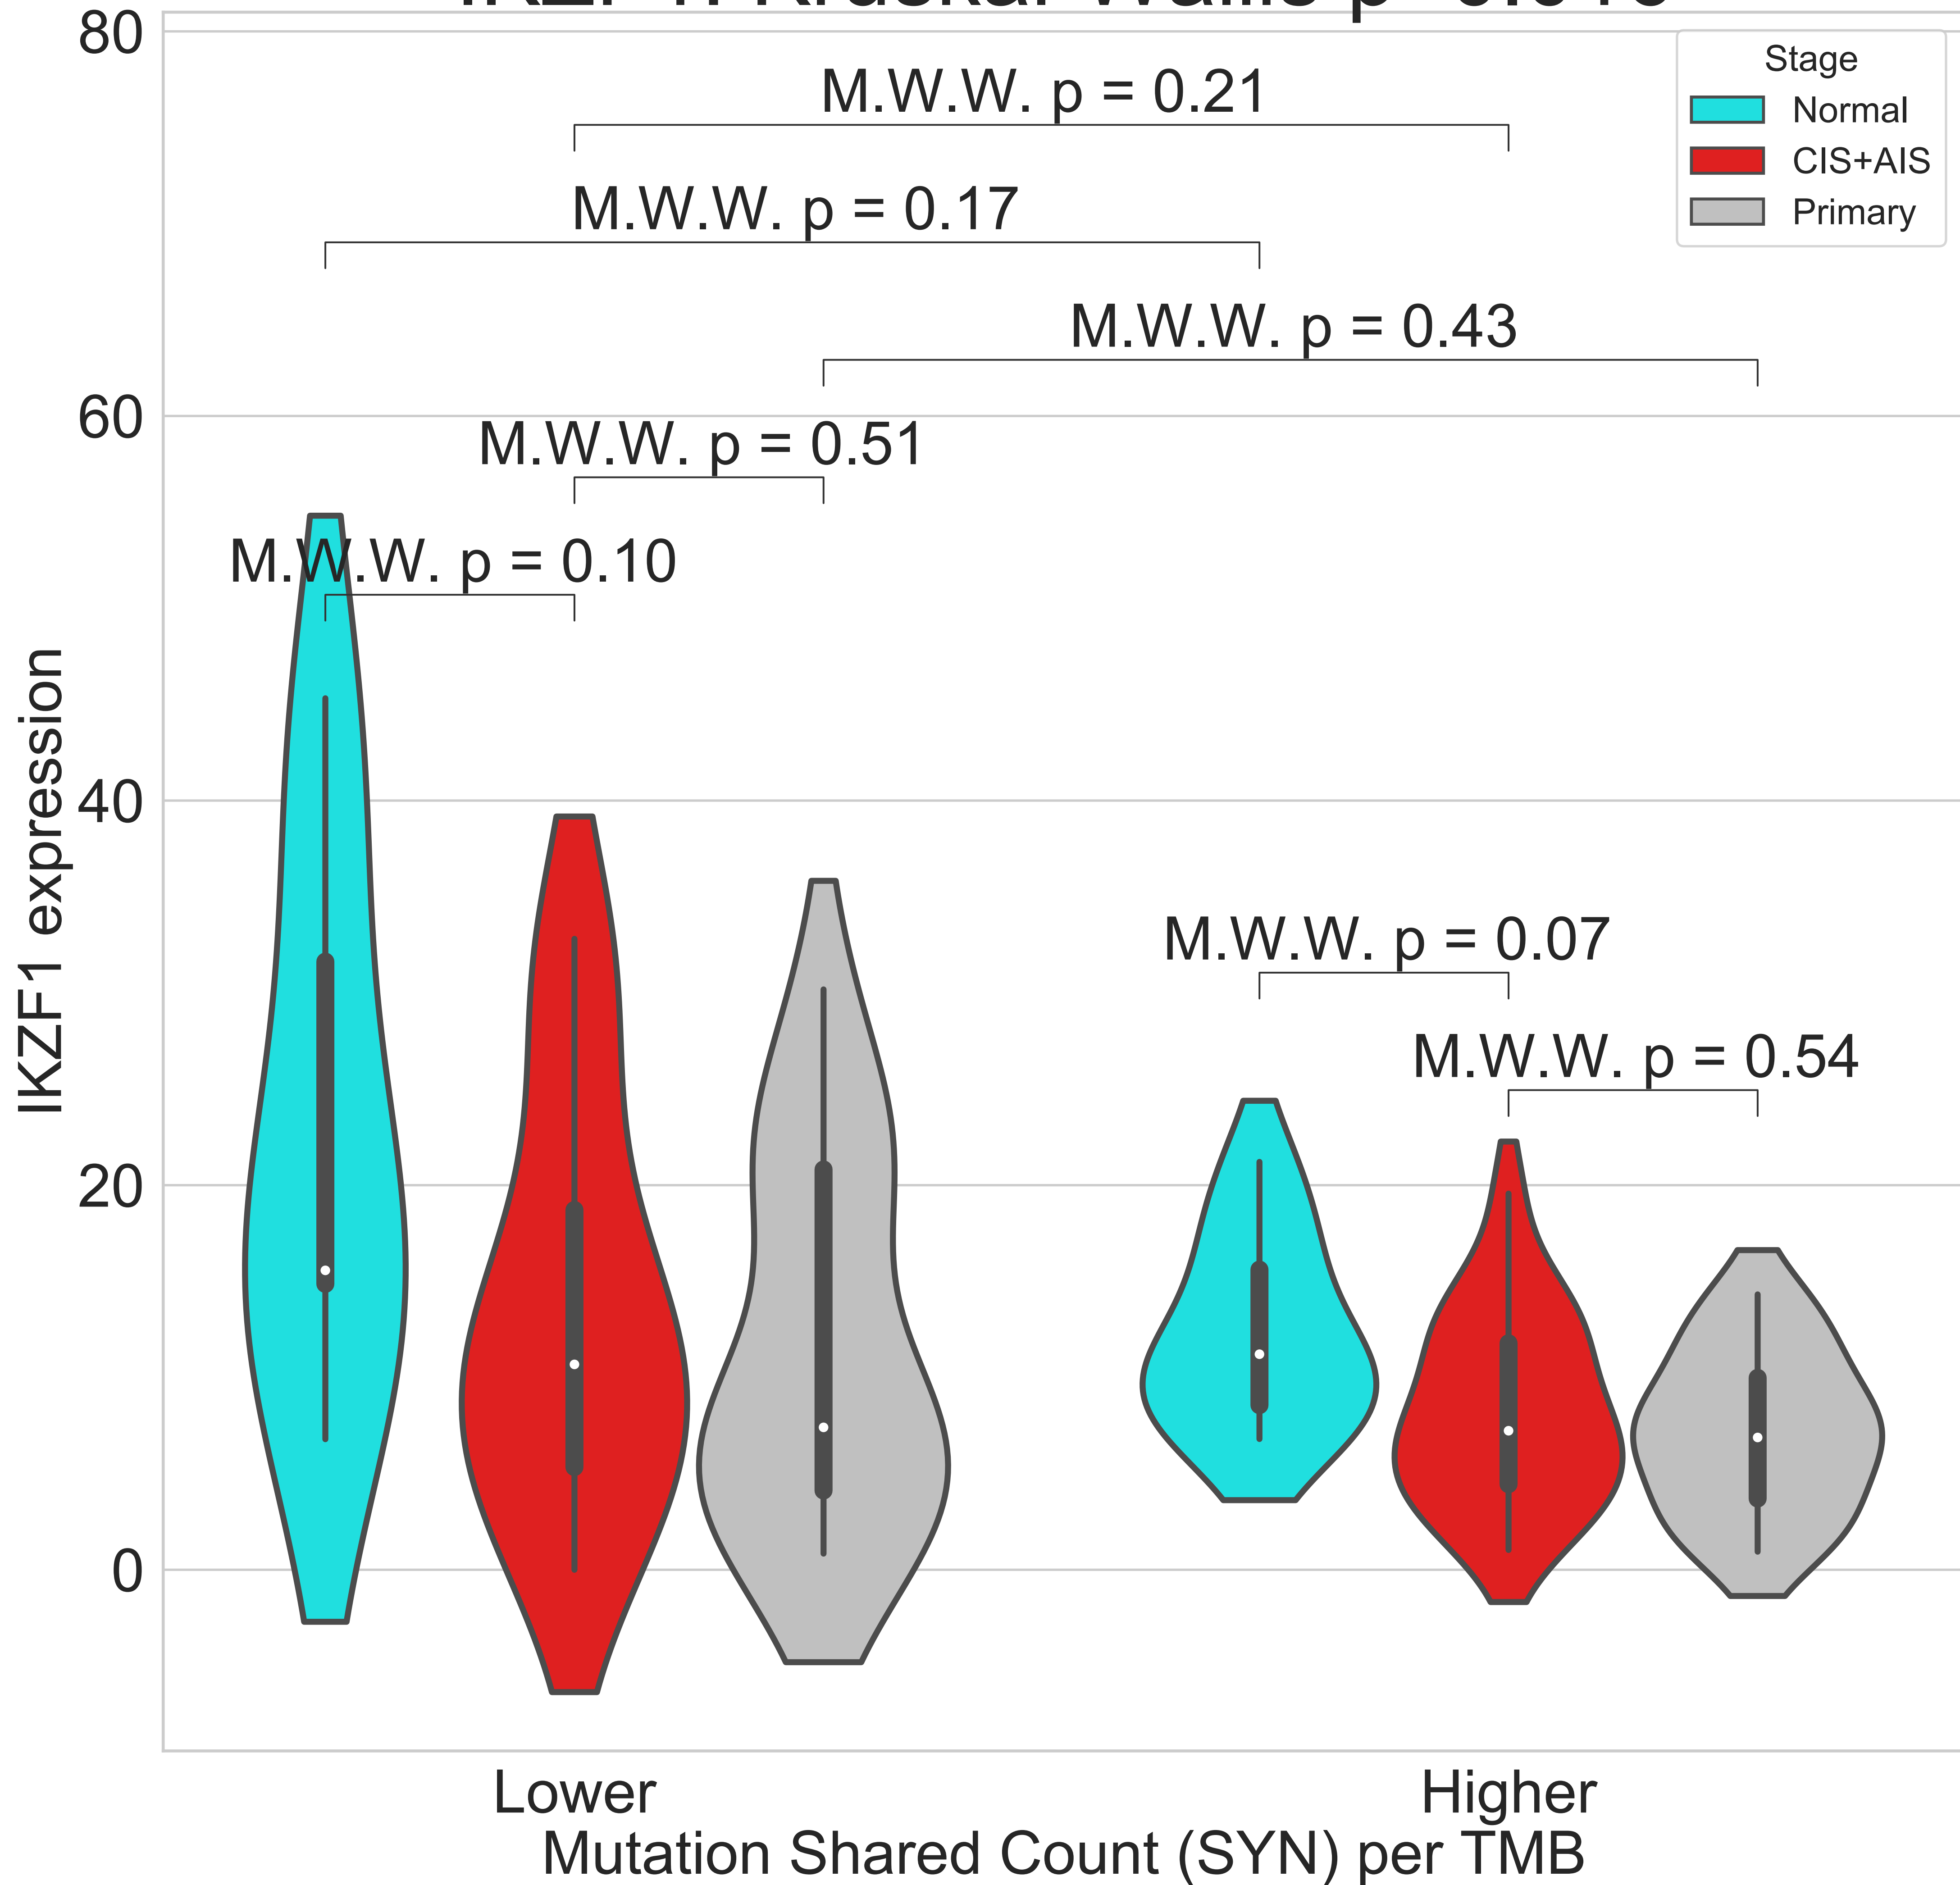 80
Stage
Normal
CIS+AIS
Primary
M.W.W. p = 0.21
M.W.W. p = 0.17
M.W.W. p = 0.43
60
M.W.W. p = 0.51
M.W.W. p = 0.10
IKZF1 expression
40
M.W.W. p = 0.07
M.W.W. p = 0.54
20
0
Lower
Higher
Mutation Shared Count (SYN) per TMB